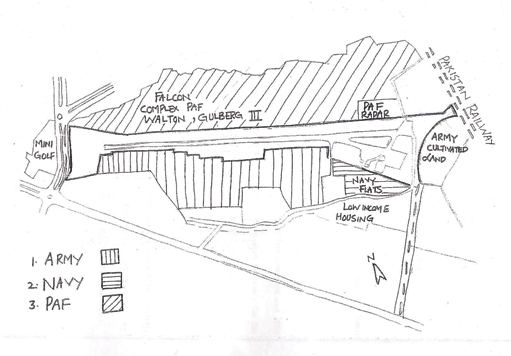 FALCON
COMPLEX PAF
WALTON, GULBERG III
PAF
RADAR
PAKISTAN RAILWAY
MINI
GOLF
ARMY
CULTIVATED
LAND
NAVY
FLATS
LOW INCOME
HOUSING
N
1. ARMY
2. NAVY
3. PAF